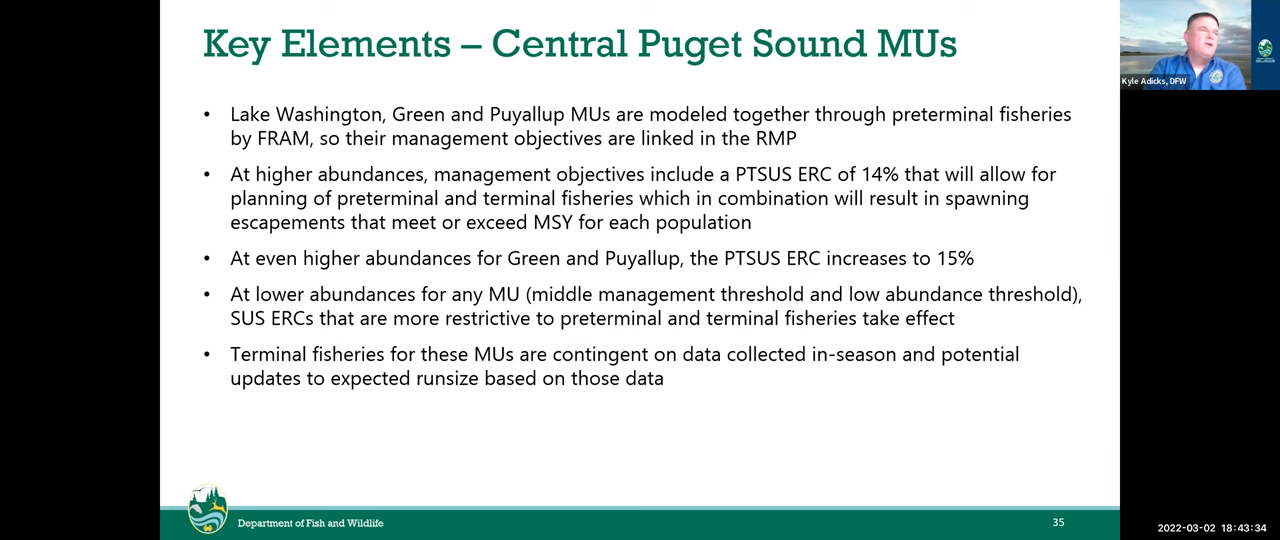 Key Elements – Central Puget Sound MUs
• Lake Washington, Green and Puyallup MUs are modeled together through preterminal fisheries
by FRAM, so their management objectives are linked in the RMP
• At higher abundances, management objectives include a PTSUS ERC of 14% that will allow for
planning of preterminal and terminal fisheries which in combination will result in spawning
escapements that meet or exceed MSY for each population
• At even higher abundances for Green and Puyallup, the PTSUS ERC increases to 15%
• At lower abundances for any MU (middle management threshold and low abundance threshold),
SUS ERCs that are more restrictive to preterminal and terminal fisheries take effect
• Terminal fisheries for these MUs are contingent on data collected in-season and potential
updates to expected runsize based on those data
Department of Fish and Wildlife
35
Kyle Adicks, DFW
2022-03-02 18:43:34